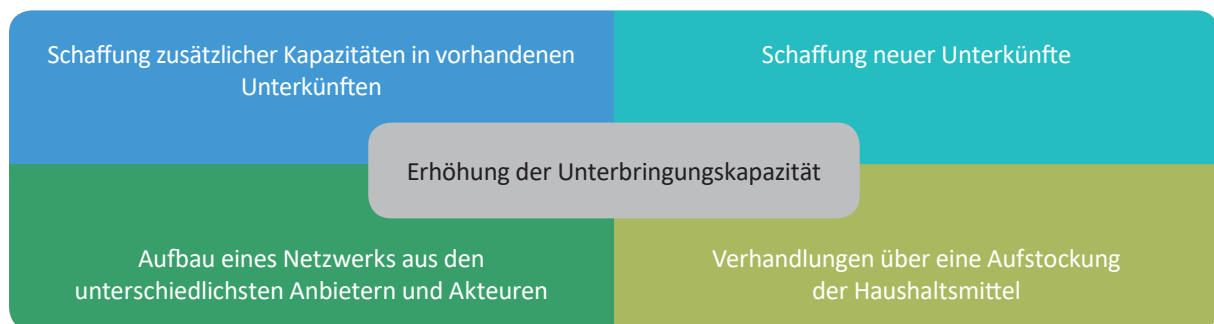 Schaffung zusätzlicher Kapazitäten in vorhandenen
Unterkünften
Schaffung neuer Unterkünfte
Erhöhung der Unterbringungskapazität
Aufbau eines Netzwerks aus den
unterschiedlichsten Anbietern und Akteuren
Verhandlungen über eine Aufstockung
der Haushaltsmittel